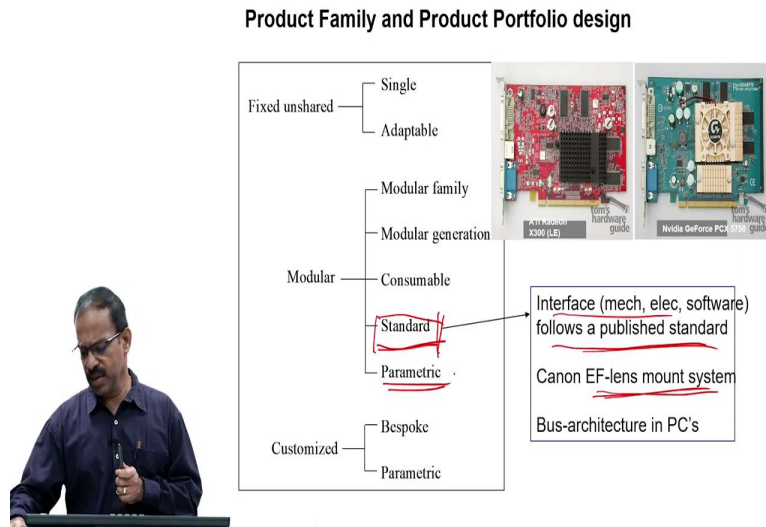 Product Family and Product Portfolio design
Fixed unshared
Single
Adaptable
Modular
Modular family
Modular generation
Consumable
Standard
Parametric
Customized
Bespoke
Parametric
ATI Radeon
X300 (LE)
tom's
hardware
guide
Nvidia GeForce PCX 5750
tom's
hardware
guide
Interface (mech, elec, software)
follows a published standard
Canon EF-lens mount system
Bus-architecture in PC's